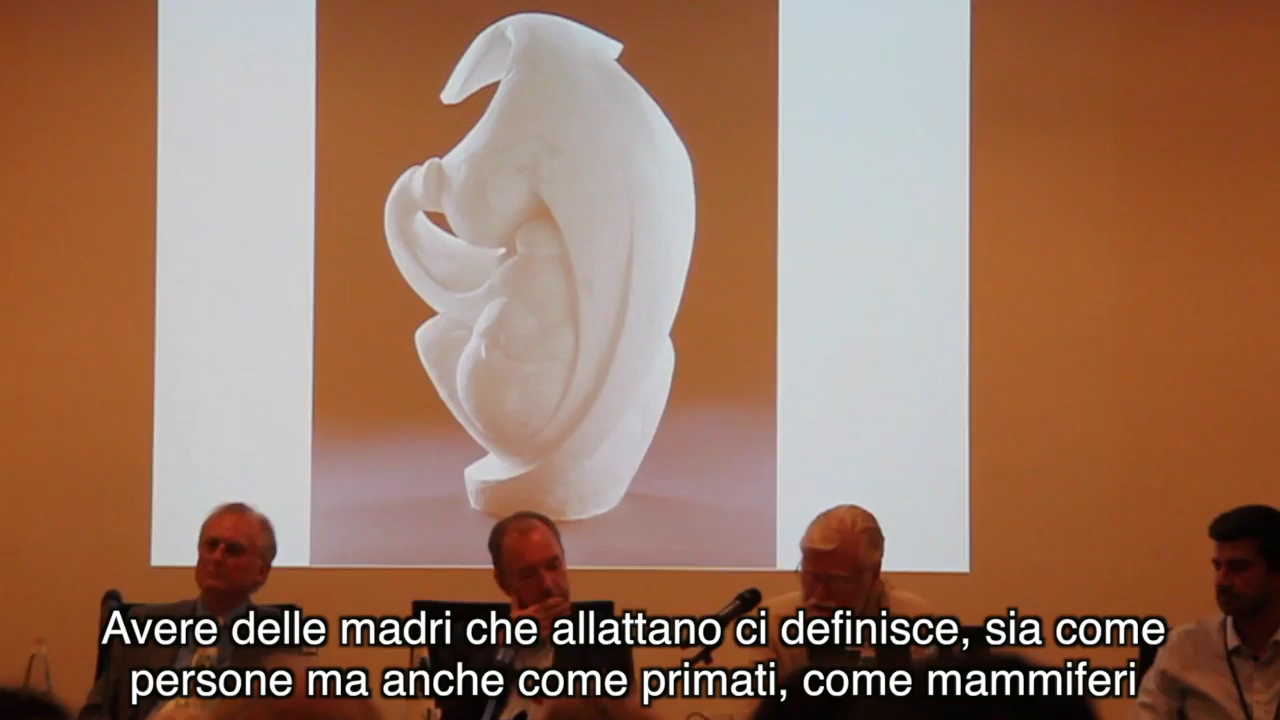 Avere delle madri che allattano ci definisce, sia come
persone ma anche come primati, come mammiferi